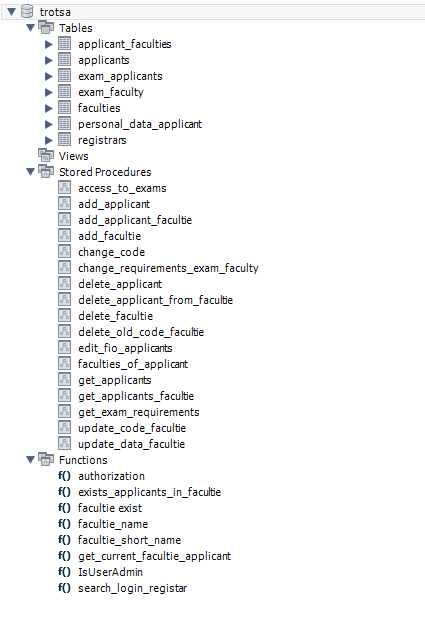 trotsa
Tables
applicant_faculties
applicants
exam_applicants
exam_faculty
faculties
personal_data_applicant
registrars
Views
Stored Procedures
access_to_exams
add_applicant
add_applicant_facultie
add_facultie
change_code
change_requirements_exam_faculty
delete_applicant
delete_applicant_from_facultie
delete_facultie
delete_old_code_facultie
edit_fio_applicants
faculties_of_applicant
get_applicants
get_applicants_facultie
get_exam_requirements
update_code_facultie
update_data_facultie
Functions
f() authorization
f() exists_applicants_in_facultie
f() facultie exist
f() facultie_name
f() facultie_short_name
f() get_current_facultie_applicant
f() IsUserAdmin
f() search_login_registar